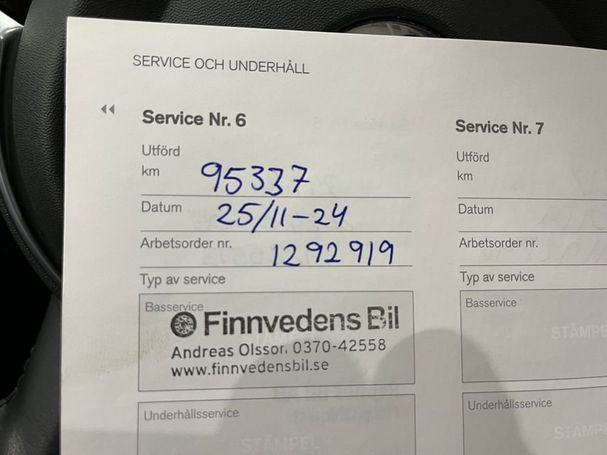 SERVICE OCH UNDERHÅLL
Service Nr. 6
Utförd
km 95337
Datum 25/11-24
Arbetsorder nr. 1292919
Typ av service
Basservice
Finnvedens Bil
Andreas Olsson. 0370-42558
www.finnvedensbil.se
Underhållsservice
STÄMPEL
Service Nr. 7
Utförd
km
Datum
Arbetsorder nr.
Typ av service
Basservice
STÄMPEL
Underhållsservice
STÄMPEL